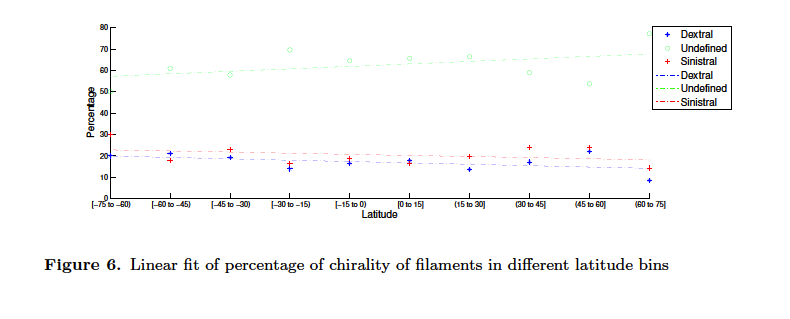 80
70
60
50
40
30
20
10
0
Percentage
[-75 to -60) [-60 to -45) [-45 to -30) [-30 to -15) [-15 to 0) [0 to 15] (15 to 30] (30 to 45] (45 to 60] (60 to 75]
Latitude
Dextral
Undefined
Sinistral
Dextral
Undefined
Sinistral
Figure 6. Linear fit of percentage of chirality of filaments in different latitude bins